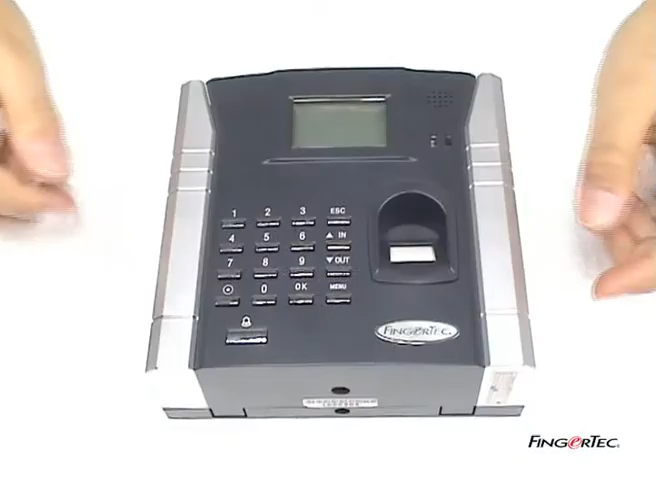 1 2 3 ESC
4 5 6 ▲ IN
7 8 9 ▼ OUT
0 OK MENU
FINGERTEC
FINGERTEC